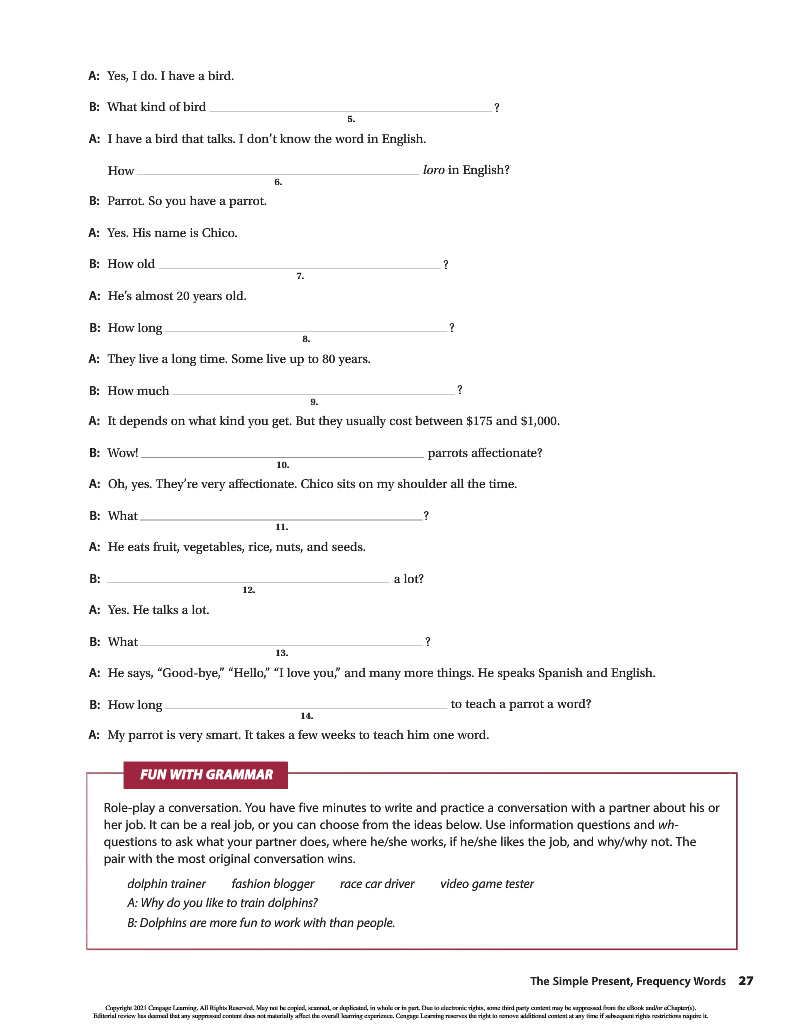 A: Yes, I do. I have a bird.
B: What kind of bird ?
5.
A: I have a bird that talks. I don't know the word in English.
How loro in English?
6.
B: Parrot. So you have a parrot.
A: Yes. His name is Chico.
B: How old ?
7.
A: He's almost 20 years old.
B: How long ?
8.
A: They live a long time. Some live up to 80 years.
B: How much ?
9.
A: It depends on what kind you get. But they usually cost between $175 and $1,000.
B: Wow! parrots affectionate?
10.
A: Oh, yes. They're very affectionate. Chico sits on my shoulder all the time.
B: What ?
11.
A: He eats fruit, vegetables, rice, nuts, and seeds.
B: a lot?
12.
A: Yes. He talks a lot.
B: What ?
13.
A: He says, “Good-bye,” “Hello,” “I love you,” and many more things. He speaks Spanish and English.
B: How long to teach a parrot a word?
14.
A: My parrot is very smart. It takes a few weeks to teach him one word.
FUN WITH GRAMMAR
Role-play a conversation. You have five minutes to write and practice a conversation with a partner about his or
her job. It can be a real job, or you can choose from the ideas below. Use information questions and wh-
questions to ask what your partner does, where he/she works, if he/she likes the job, and why/why not. The
pair with the most original conversation wins.
dolphin trainer fashion blogger race car driver video game tester
A: Why do you like to train dolphins?
B: Dolphins are more fun to work with than people.
The Simple Present, Frequency Words 27
Copyright 2021 Cengage Learning. All Rights Reserved. May not be copied, scanned, or duplicated, in whole or in part. Due to electronic rights, some third party content may be suppressed from the eBook and/or eChapter(s).
Editorial review has deemed that any suppressed content does not materially affect the overall learning experience. Cengage Learning reserves the right to remove additional content at any time if subsequent rights restrictions require it.